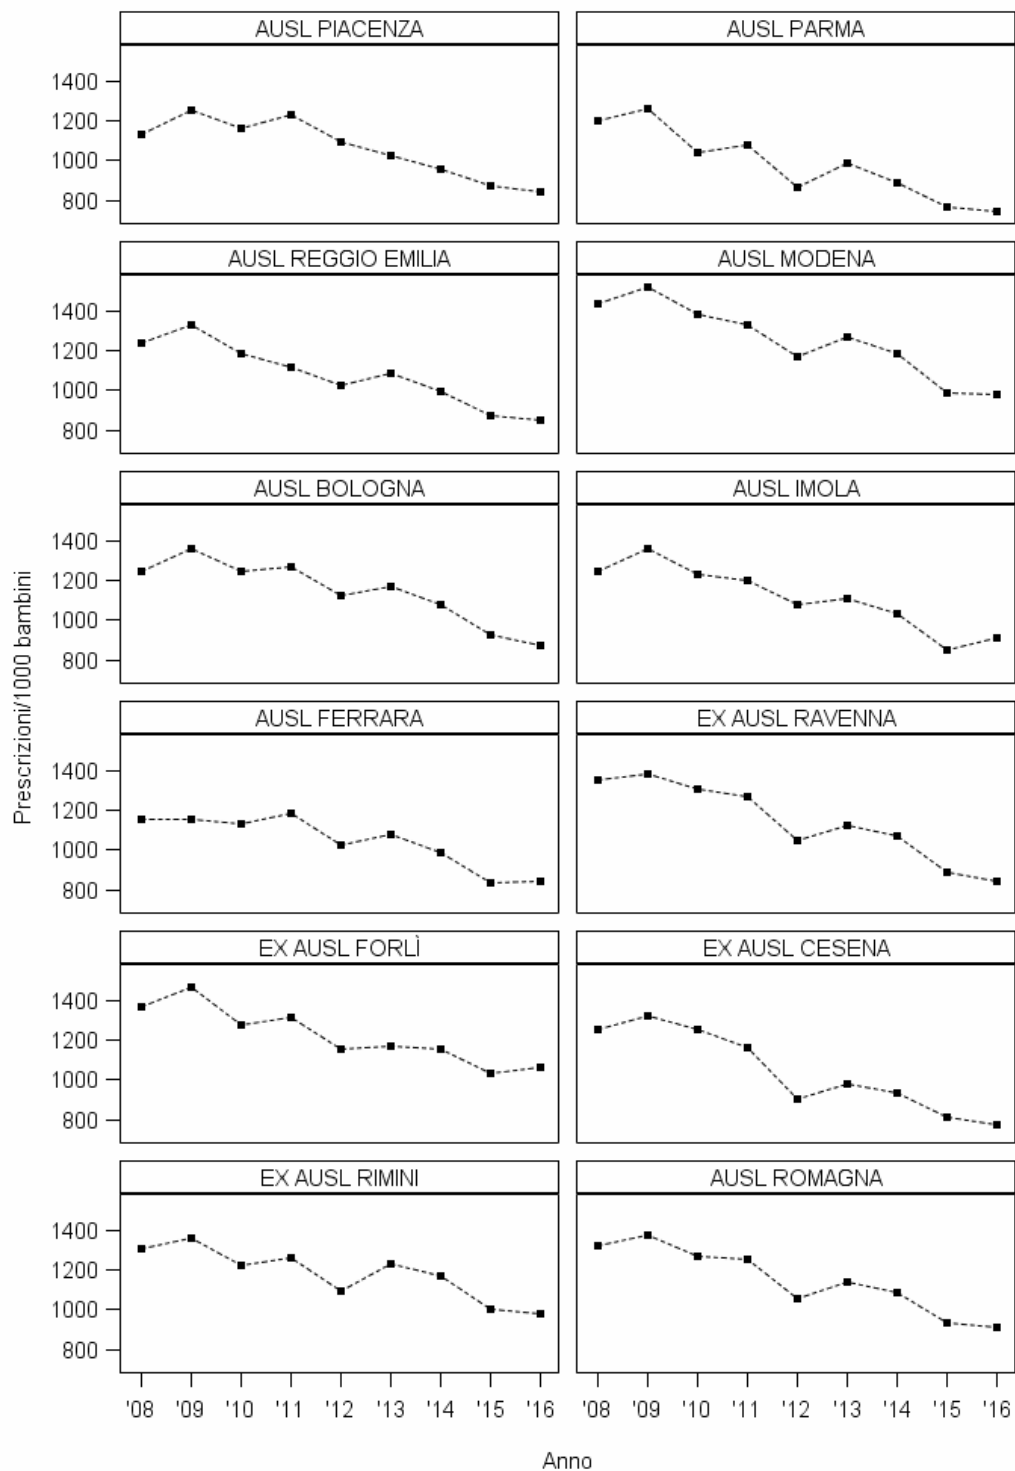 AUSL PIACENZA
AUSL PARMA
1400
1200
1000
800
AUSL REGGIO EMILIA
AUSL MODENA
1400
1200
1000
800
AUSL BOLOGNA
AUSL IMOLA
1400
1200
1000
800
Prescrizioni/1000 bambini
AUSL FERRARA
EX AUSL RAVENNA
1400
1200
1000
800
EX AUSL FORLÌ
EX AUSL CESENA
1400
1200
1000
800
EX AUSL RIMINI
AUSL ROMAGNA
1400
1200
1000
800
'08 '09 '10 '11 '12 '13 '14 '15 '16
'08 '09 '10 '11 '12 '13 '14 '15 '16
Anno